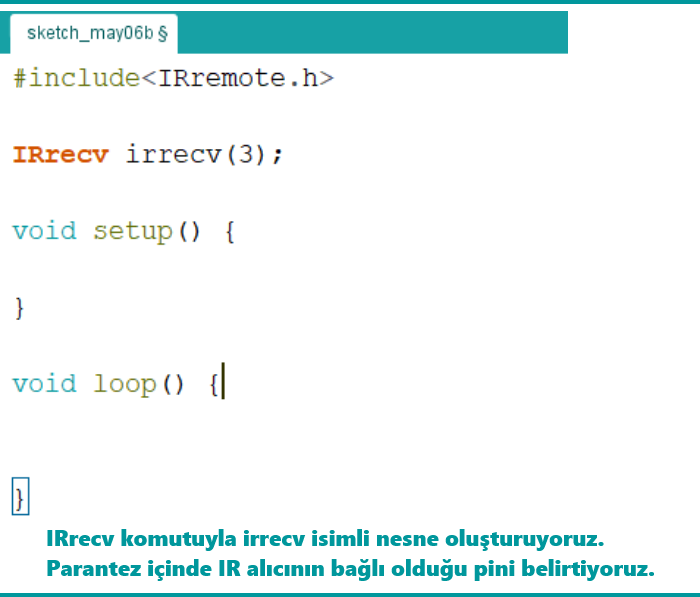 sketch_may06b §
#include<IRremote.h>
IRrecv irrecv(3);
void setup() {
}
void loop() {
}
IRrecv komutuyla irrecv isimli nesne oluşturuyoruz.
Parantez içinde IR alıcının bağlı olduğu pini belirtiyoruz.